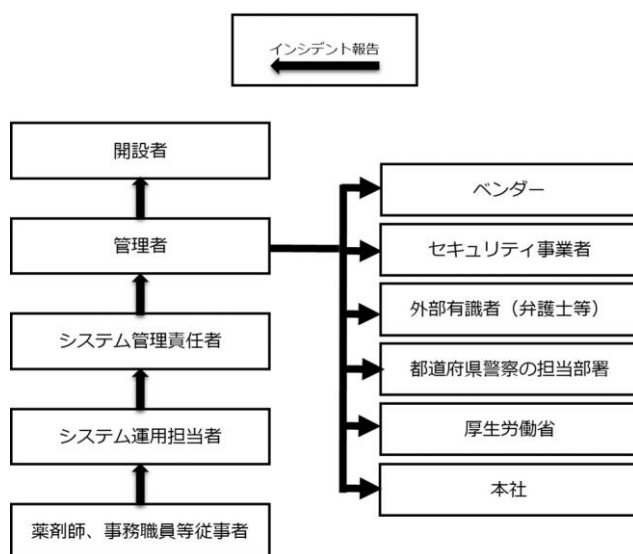 インシデント報告
開設者
管理者
システム管理責任者
システム運用担当者
薬剤師、事務職員等従事者
ベンダー
セキュリティ事業者
外部有識者（弁護士等）
都道府県警察の担当部署
厚生労働省
本社